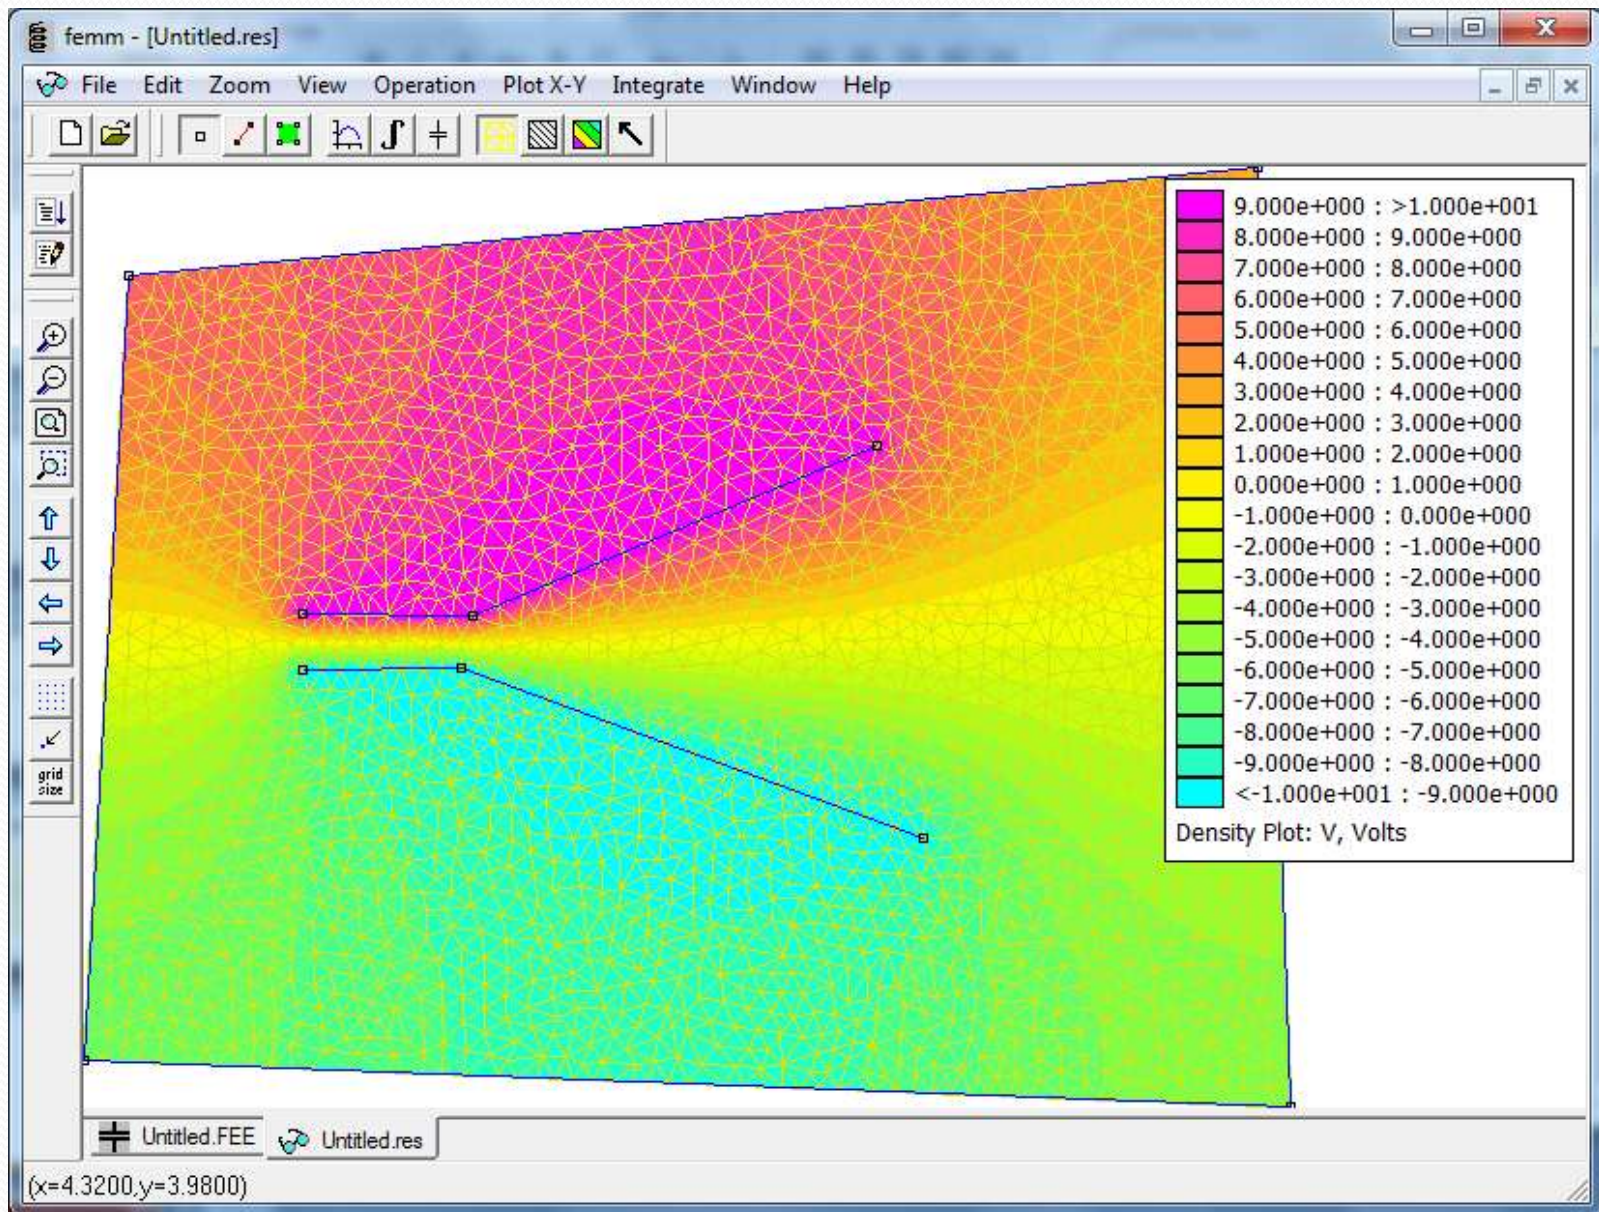 femm - [Untitled.res]
File Edit Zoom View Operation Plot X-Y Integrate Window Help
9.000e+000 : >1.000e+001
8.000e+000 : 9.000e+000
7.000e+000 : 8.000e+000
6.000e+000 : 7.000e+000
5.000e+000 : 6.000e+000
4.000e+000 : 5.000e+000
3.000e+000 : 4.000e+000
2.000e+000 : 3.000e+000
1.000e+000 : 2.000e+000
0.000e+000 : 1.000e+000
-1.000e+000 : 0.000e+000
-2.000e+000 : -1.000e+000
-3.000e+000 : -2.000e+000
-4.000e+000 : -3.000e+000
-5.000e+000 : -4.000e+000
-6.000e+000 : -5.000e+000
-7.000e+000 : -6.000e+000
-8.000e+000 : -7.000e+000
-9.000e+000 : -8.000e+000
<-1.000e+001 : -9.000e+000
Density Plot: V, Volts
grid
size
Untitled.FEE Untitled.res
(x=4.3200,y=3.9800)